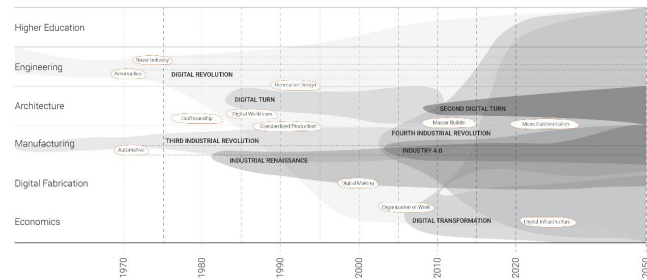 Higher Education
Naval Industry
Engineering
Aeronautics
DIGITAL REVOLUTION
Generative Design
Architecture
DIGITAL TURN
SECOND DIGITAL TURN
Craftmanship
Digital Workflows
Standardized Production
Master Builder
Mass Customization
FOURTH INDUSTRIAL REVOLUTION
Manufacturing
THIRD INDUSTRIAL REVOLUTION
Automotive
INDUSTRY 4.0
INDUSTRIAL RENAISSANCE
Digital Fabrication
Digital Making
Organization of Work
Economics
DIGITAL TRANSFORMATION
Digital Infrastructure
1970
1980
1990
2000
2010
2020
2050